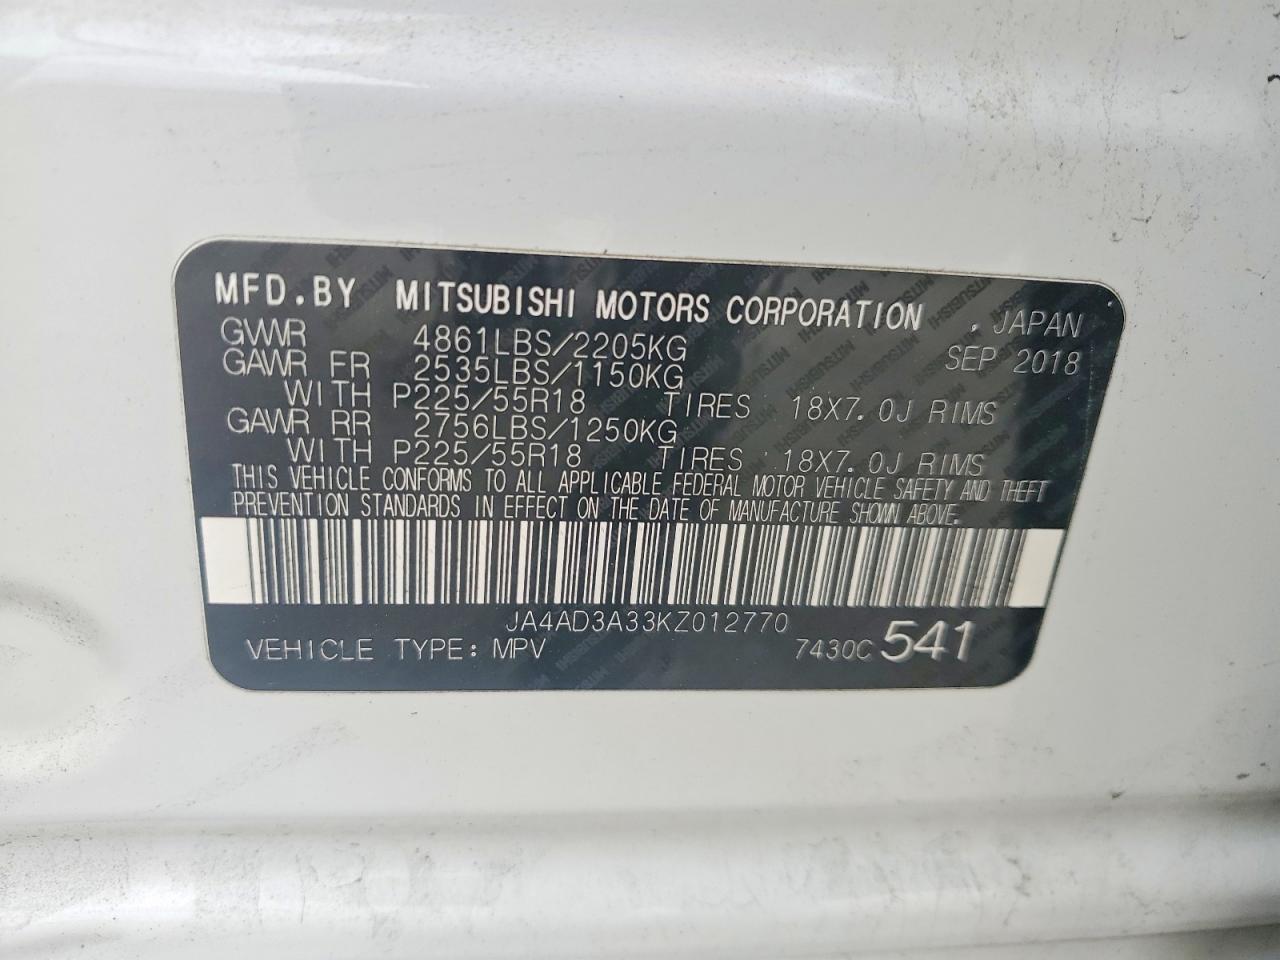 MFD.BY MITSUBISHI MOTORS CORPORATION , JAPAN
GVWR 4861LBS/2205KG SEP 2018
GAWR FR 2535LBS/1150KG
WITH P225/55R18 TIRES 18X7.0J RIMS
GAWR RR 2756LBS/1250KG
WITH P225/55R18 TIRES 18X7.0J RIMS
THIS VEHICLE CONFORMS TO ALL APPLICABLE FEDERAL MOTOR VEHICLE SAFETY AND THEFT
PREVENTION STANDARDS IN EFFECT ON THE DATE OF MANUFACTURE SHOWN ABOVE.
JA4AD3A33KZ012770
VEHICLE TYPE: MPV 7430C 541